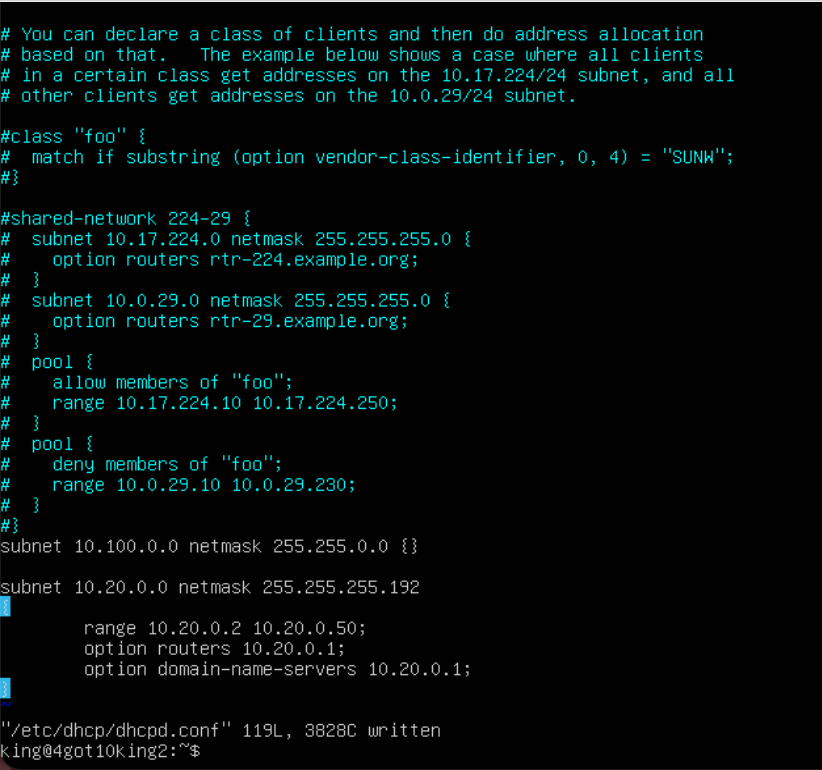 # You can declare a class of clients and then do address allocation
# based on that.   The example below shows a case where all clients
# in a certain class get addresses on the 10.17.224/24 subnet, and all
# other clients get addresses on the 10.0.29/24 subnet.

#class "foo" {
#  match if substring (option vendor-class-identifier, 0, 4) = "SUNW";
#}

#shared-network 224-29 {
#  subnet 10.17.224.0 netmask 255.255.255.0 {
#    option routers rtr-224.example.org;
#  }
#  subnet 10.0.29.0 netmask 255.255.255.0 {
#    option routers rtr-29.example.org;
#  }
#  pool {
#    allow members of "foo";
#    range 10.17.224.10 10.17.224.250;
#  }
#  pool {
#    deny members of "foo";
#    range 10.0.29.10 10.0.29.230;
#  }
#}
subnet 10.100.0.0 netmask 255.255.0.0 {}

subnet 10.20.0.0 netmask 255.255.255.192
{
        range 10.20.0.2 10.20.0.50;
        option routers 10.20.0.1;
        option domain-name-servers 10.20.0.1;
}
~
"/etc/dhcp/dhcpd.conf" 119L, 3828C written
king@4got10king2:~$